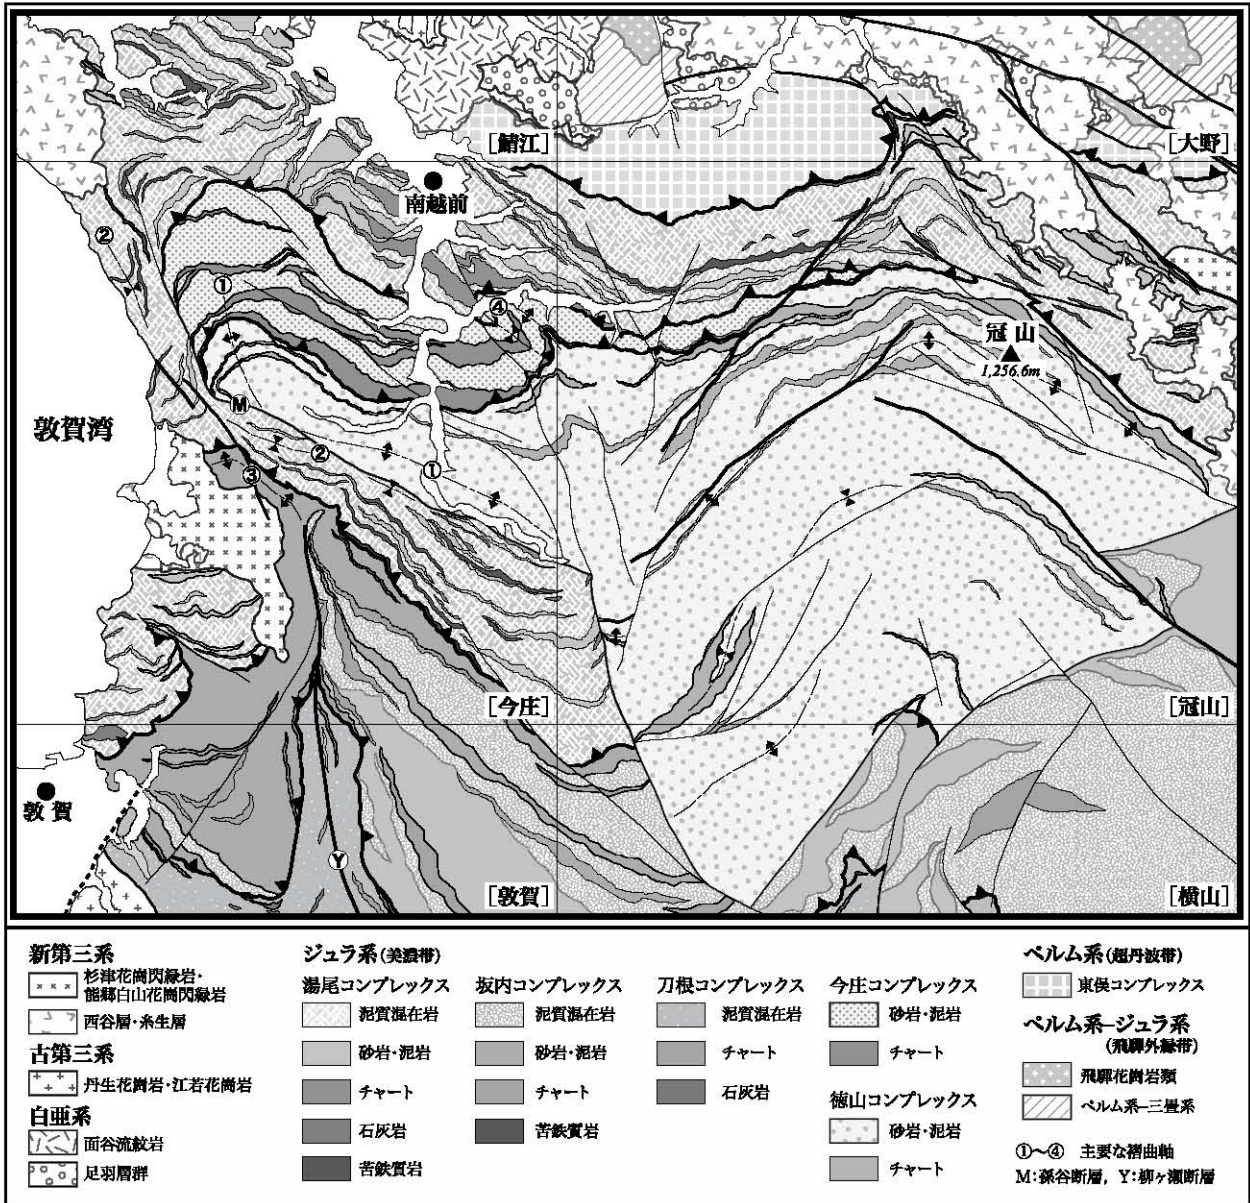 [鯖江]
[大野]
南越前
②
①
④
冠山
1,256.6m
敦賀湾
M
②
①
③
[今庄]
[冠山]
敦賀
Y
[敦賀]
[横山]
新第三系
杉津花崗閃緑岩・
能郷白山花崗閃緑岩
西谷層・糸生層
古第三系
丹生花崗岩・江若花崗岩
白亜系
面谷流紋岩
足羽層群
ジュラ系(美濃帯)
湯尾コンプレックス
泥質混在岩
砂岩・泥岩
チャート
石灰岩
苦鉄質岩
坂内コンプレックス
泥質混在岩
砂岩・泥岩
チャート
苦鉄質岩
刀根コンプレックス
泥質混在岩
チャート
石灰岩
今庄コンプレックス
砂岩・泥岩
チャート
徳山コンプレックス
砂岩・泥岩
チャート
ペルム系(超丹波帯)
東俣コンプレックス
ペルム系–ジュラ系
(飛騨外縁帯)
飛騨花崗岩類
ペルム系–三畳系
①〜④ 主要な褶曲軸
M:孫谷断層, Y:柳ヶ瀬断層